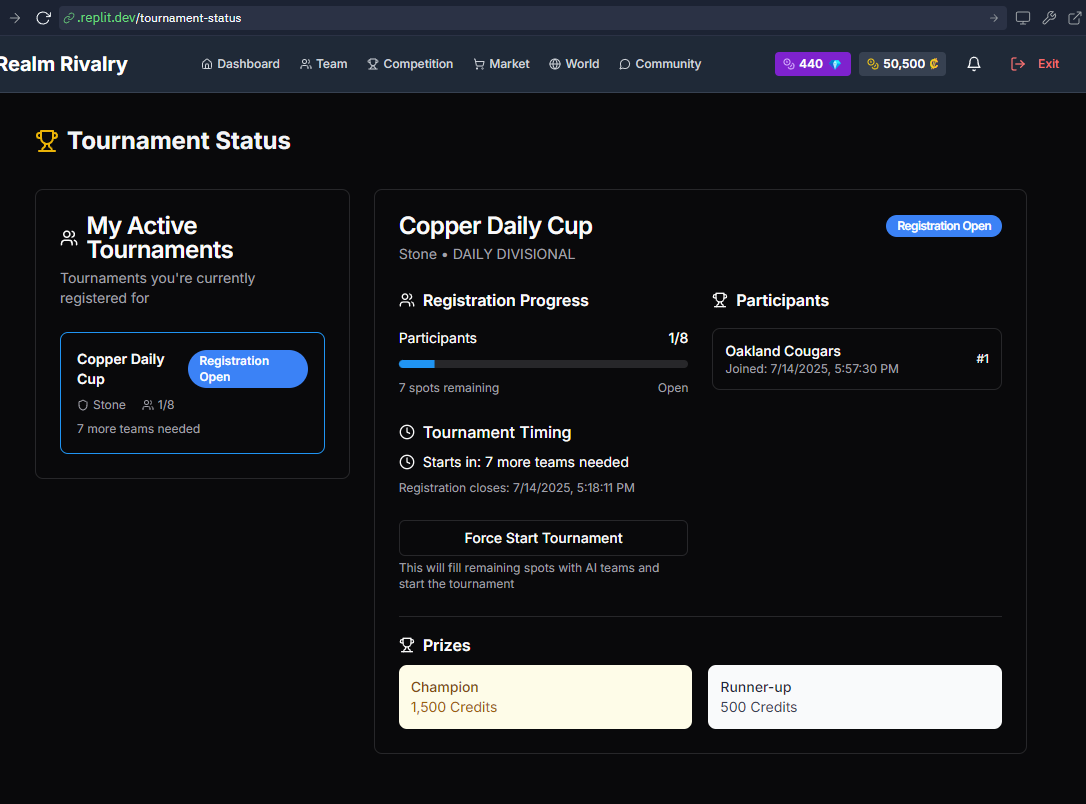 .replit.dev/tournament-status
Realm Rivalry
Dashboard
Team
Competition
Market
World
Community
440
50,500 ₡
Exit
Tournament Status
My Active
Tournaments
Tournaments you're currently
registered for
Copper Daily
Cup
Registration
Open
Stone
1/8
7 more teams needed
Copper Daily Cup
Registration Open
Stone • DAILY DIVISIONAL
Registration Progress
Participants
1/8
7 spots remaining
Open
Tournament Timing
Starts in: 7 more teams needed
Registration closes: 7/14/2025, 5:18:11 PM
Force Start Tournament
This will fill remaining spots with AI teams and
start the tournament
Participants
Oakland Cougars
Joined: 7/14/2025, 5:57:30 PM
#1
Prizes
Champion
1,500 Credits
Runner-up
500 Credits